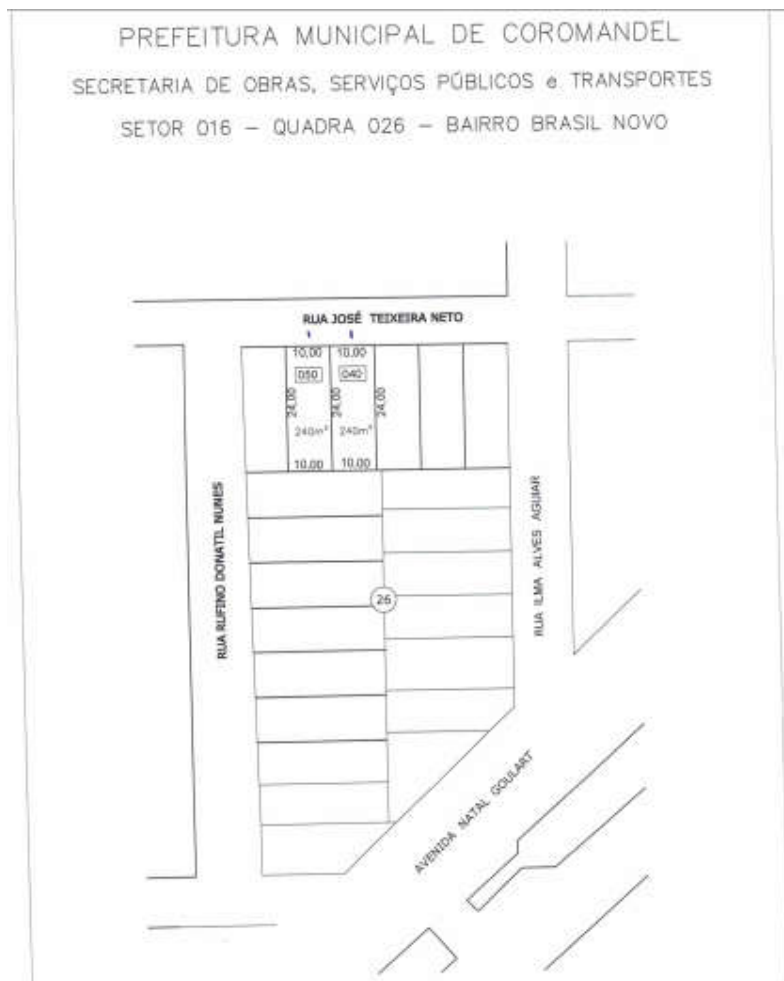 PREFEITURA MUNICIPAL DE COROMANDEL
SECRETARIA DE OBRAS, SERVIÇOS PÚBLICOS e TRANSPORTES
SETOR 016 – QUADRA 026 – BAIRRO BRASIL NOVO
RUA JOSÉ TEIXEIRA NETO
10,00 10,00
050 040
24,00 24,00 24,00
240m² 240m²
10,00 10,00
RUA RUFINO DONATIL NUNES
RUA ILMA ALVES AGUIAR
26
AVENIDA NATAL GOULART